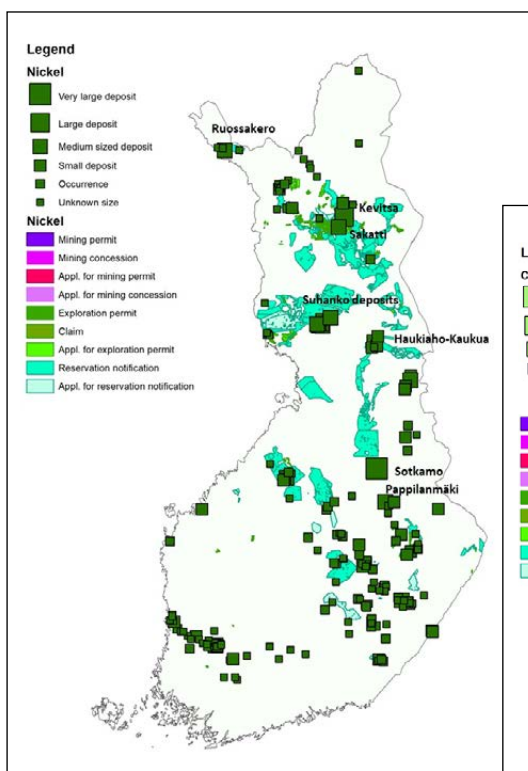 Legend
Nickel
Very large deposit
Large deposit
Medium sized deposit
Small deposit
Occurrence
Unknown size
Nickel
Mining permit
Mining concession
Appl. for mining permit
Appl. for mining concession
Exploration permit
Claim
Appl. for exploration permit
Reservation notification
Appl. for reservation notification
Ruossakero
Kevitsa
Sakatti
Suhanko deposits
Haukiaho-Kaukua
Sotkamo
Pappilanmäki
L
C